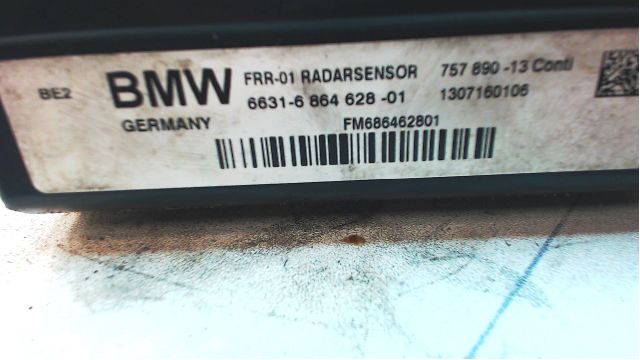 BE2 BMW FRR-01 RADARSENSOR 757 890 -13 Conti
6631-6 864 628 -01 1307160106
GERMANY FM686462801